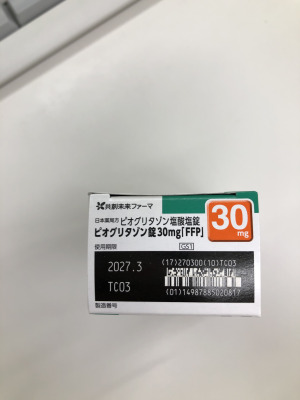 共創未来ファーマ
日本薬局方 ピオグリタゾン塩酸塩錠
ピオグリタゾン錠30mg「FFP」
30
mg
使用期限
GS1
2027.3
(17)270300(10)TC03
TC03
(01)14987885020817
製造番号